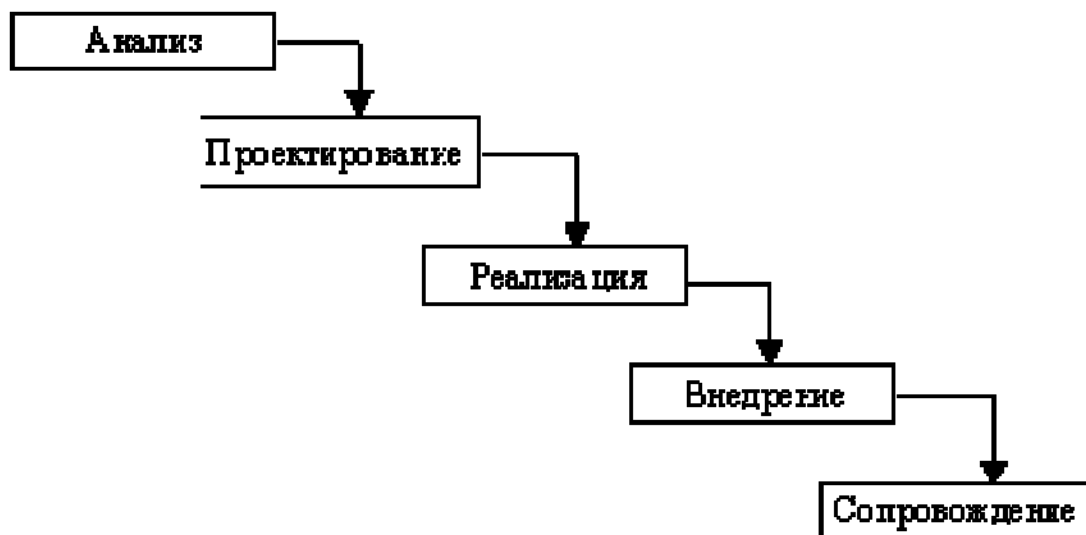 Анализ
Проектирование
Реализация
Внедрение
Сопровождение